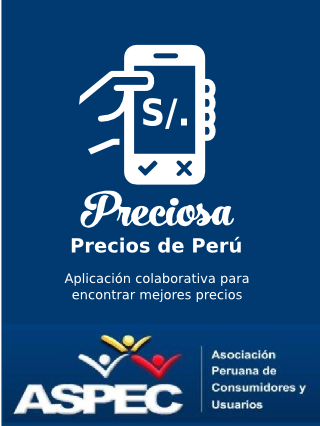 S/.
Preciosa
Precios de Perú
Aplicación colaborativa para
encontrar mejores precios
ASPEC
Asociación
Peruana de
Consumidores y
Usuarios